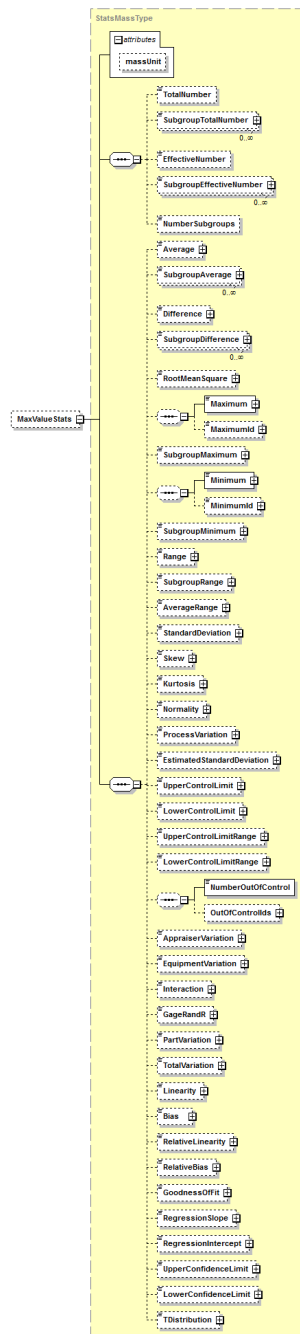 StatsMassType
attributes
massUnit
TotalNumber
SubgroupTotalNumber
0..∞
EffectiveNumber
SubgroupEffectiveNumber
0..∞
NumberSubgroups
Average
SubgroupAverage
0..∞
Difference
SubgroupDifference
0..∞
RootMeanSquare
Maximum
MaximumId
SubgroupMaximum
Minimum
MinimumId
MaxValueStats
SubgroupMinimum
Range
SubgroupRange
AverageRange
StandardDeviation
Skew
Kurtosis
Normality
ProcessVariation
EstimatedStandardDeviation
UpperControlLimit
LowerControlLimit
UpperControlLimitRange
LowerControlLimitRange
NumberOutOfControl
OutOfControlIds
AppraiserVariation
EquipmentVariation
Interaction
GageRandR
PartVariation
TotalVariation
Linearity
Bias
RelativeLinearity
RelativeBias
GoodnessOfFit
RegressionSlope
RegressionIntercept
UpperConfidenceLimit
LowerConfidenceLimit
TDistribution